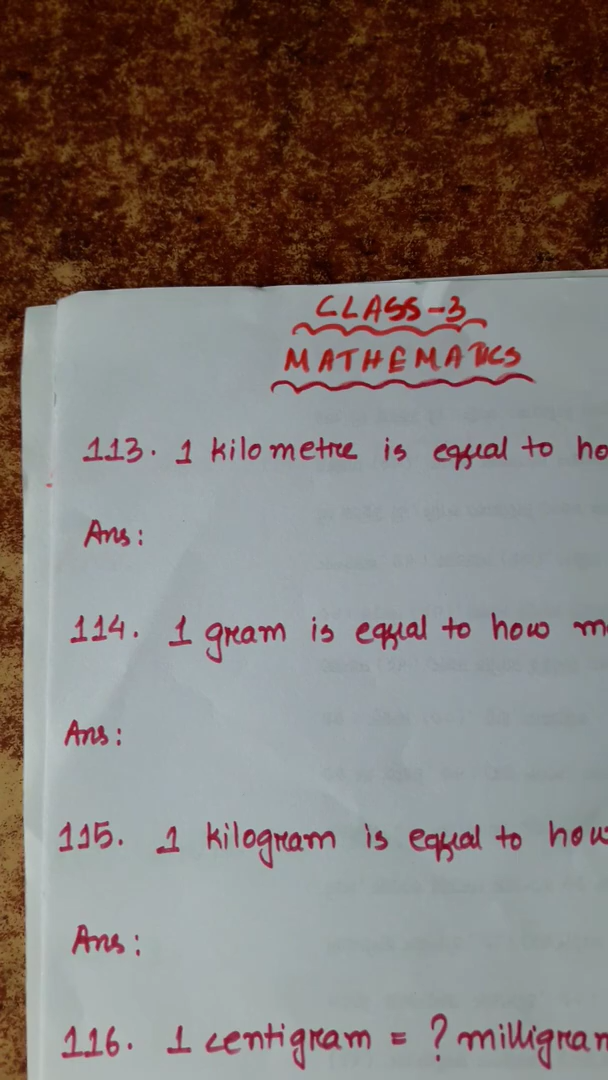 CLASS-3
MATHEMATICS
113. 1 kilometre is equal to ho
Ans:
114. 1 gram is equal to how m
Ans:
115. 1 kilogram is equal to how
Ans:
116. 1 centigram = ? milligram